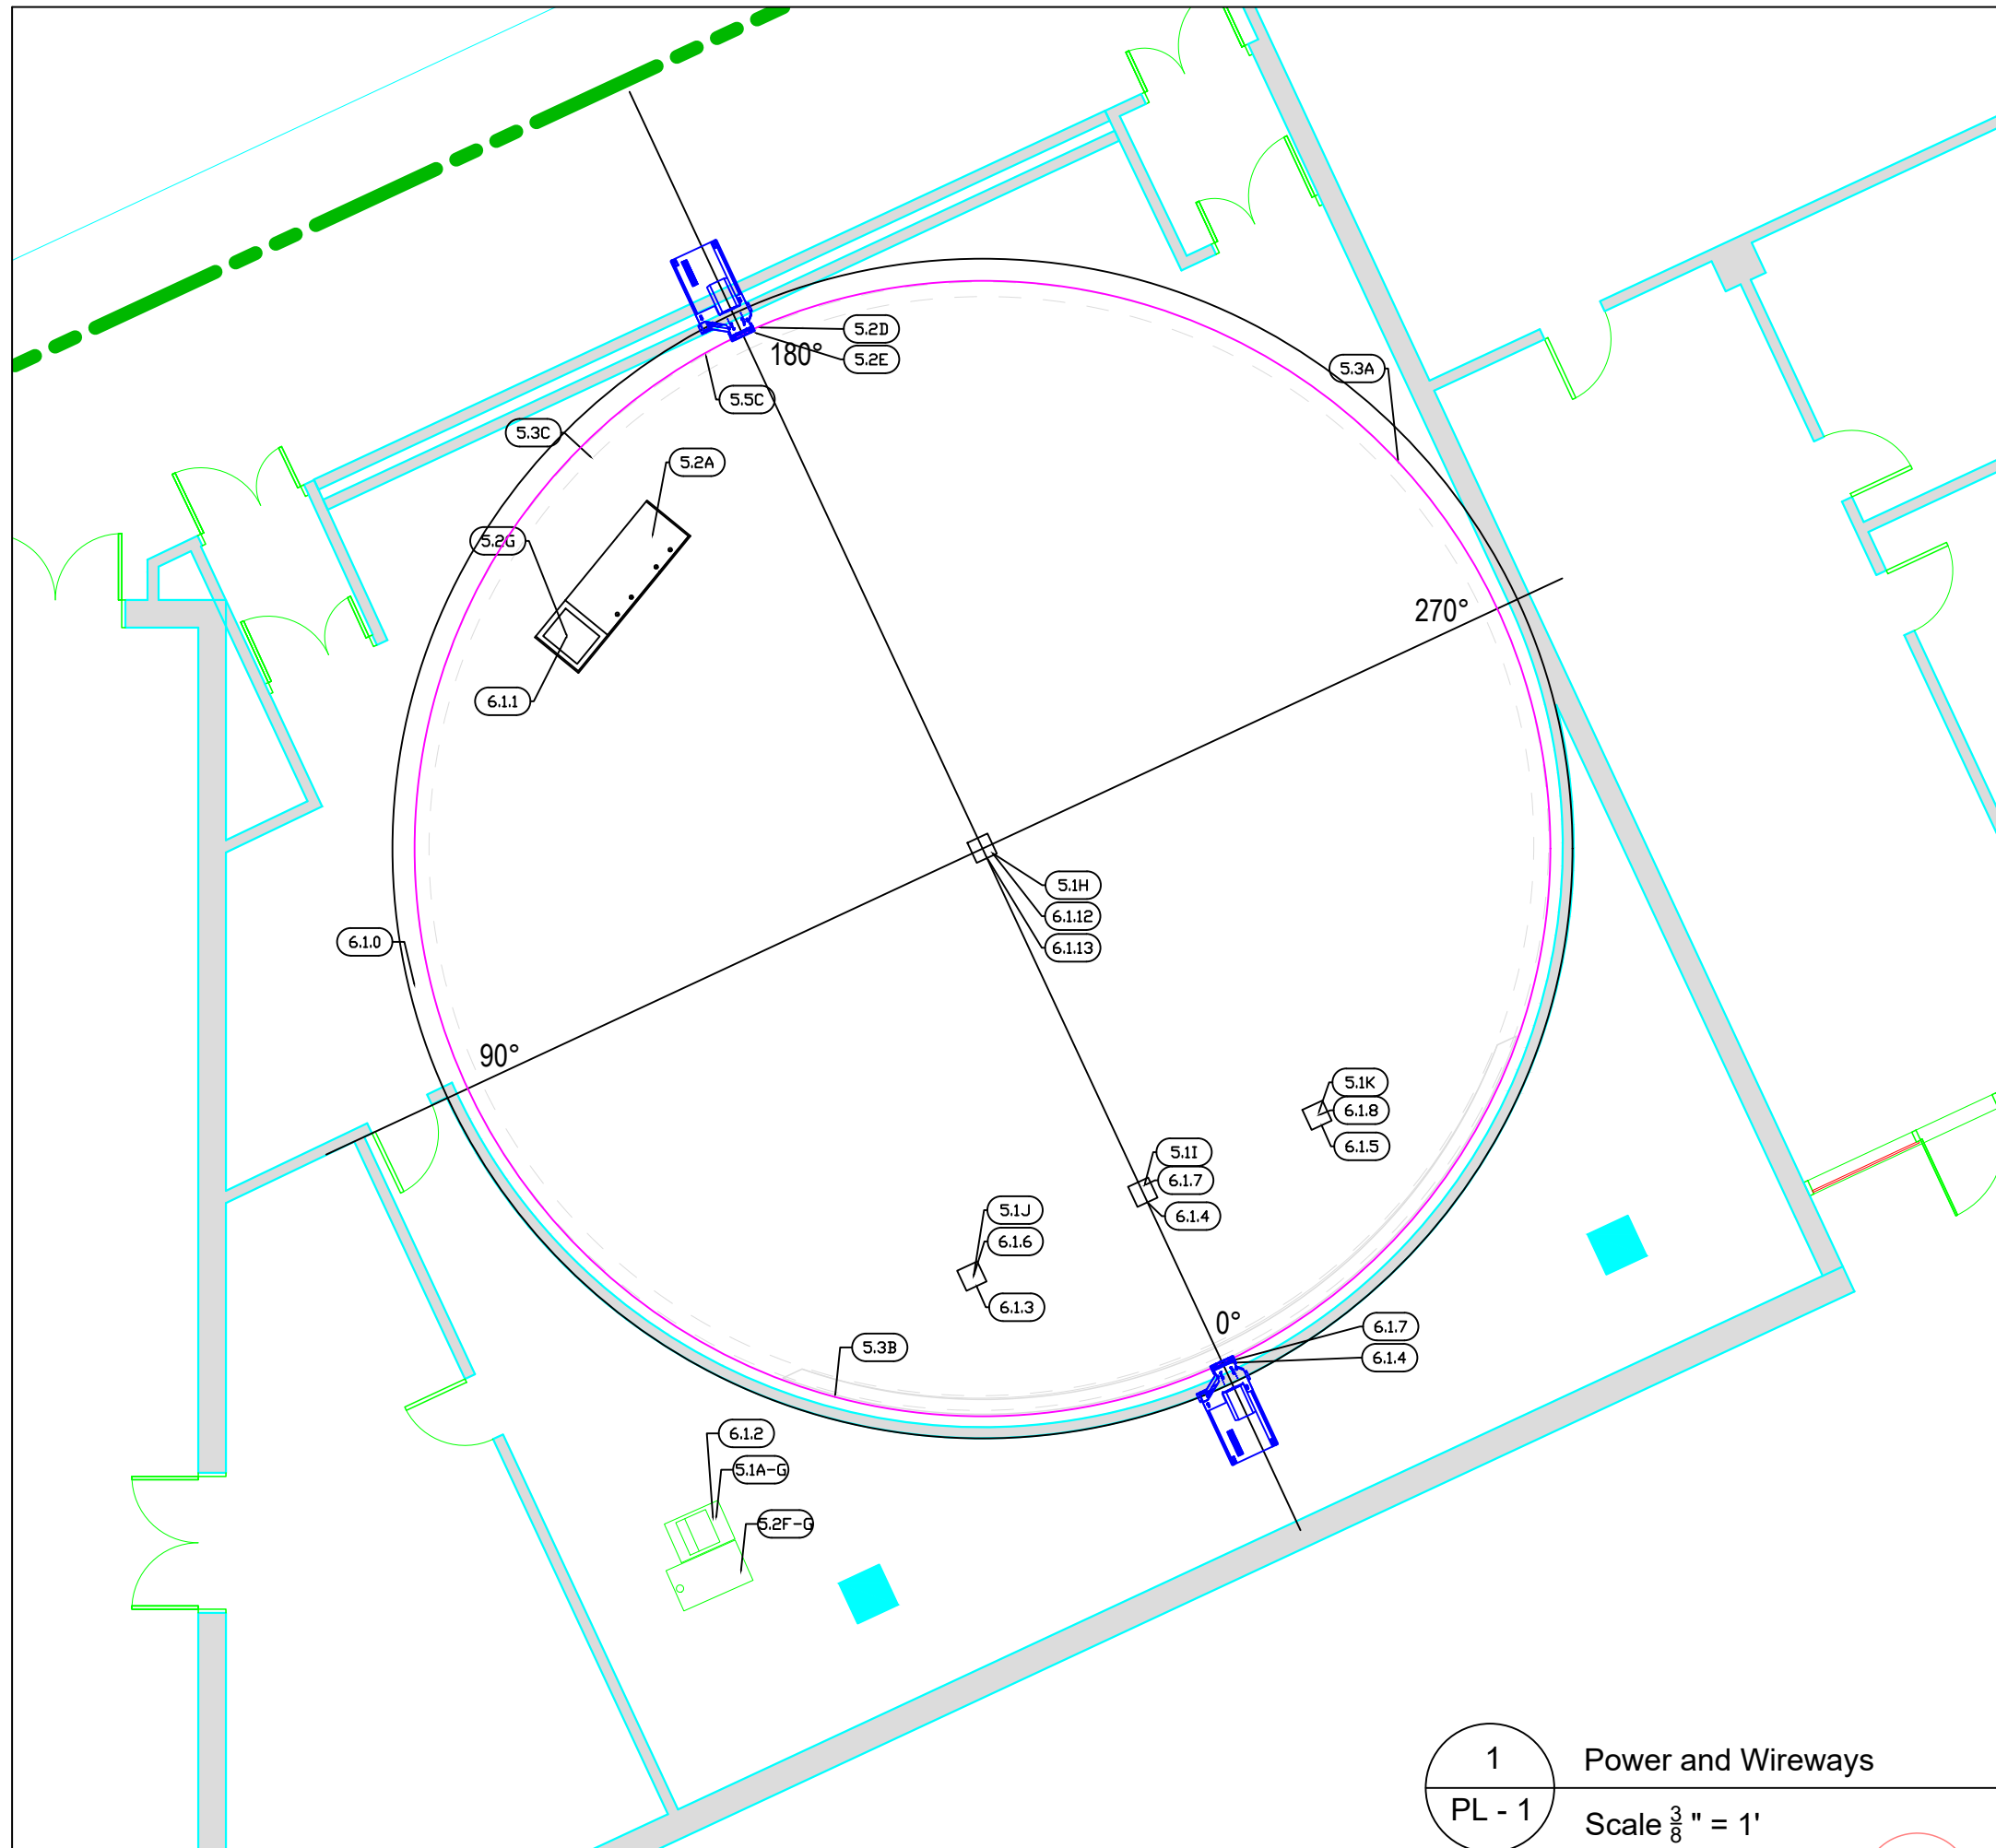 5.2D
180°
5.2E
5.3A
5.5C
5.3C
5.2A
5.2G
270°
6.1.1
5.1H
6.1.12
6.1.0
6.1.13
90°
5.1K
6.1.8
6.1.5
5.1I
6.1.7
5.1J
6.1.4
6.1.6
6.1.3
0°
6.1.7
5.3B
6.1.4
6.1.2
5.1A-G
5.2F-G
1
Power and Wireways
PL - 1
Scale 3/8 " = 1'